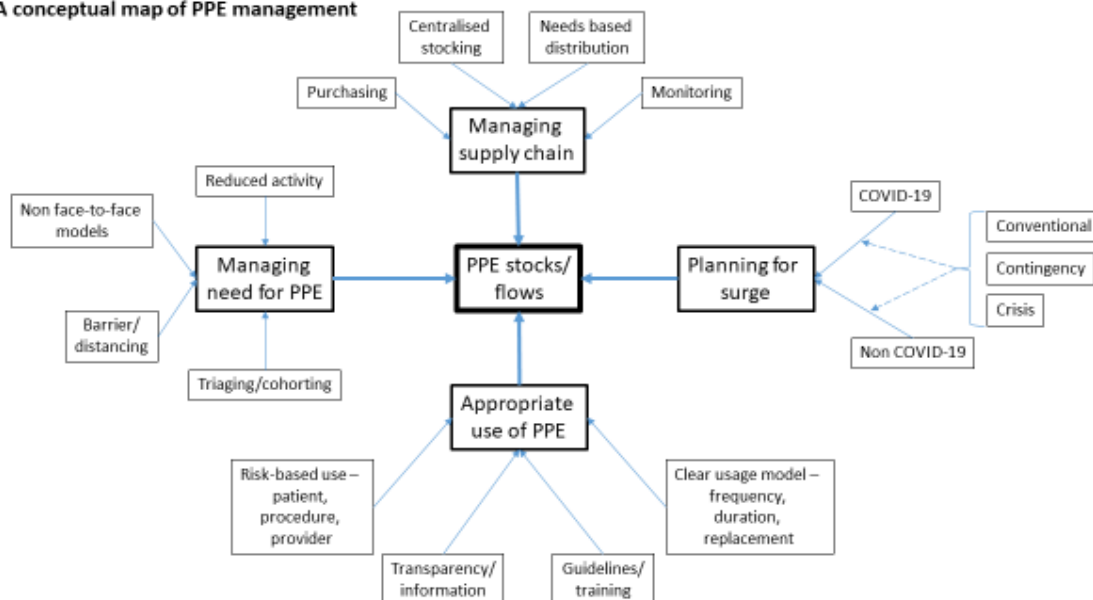 A conceptual map of PPE management
Centralised
stocking
Needs based
distribution
Purchasing
Monitoring
Managing
supply chain
Reduced activity
Non face-to-face
models
COVID-19
Conventional
Managing
need for PPE
PPE stocks/
flows
Planning for
surge
Contingency
Crisis
Barrier/
distancing
Non COVID-19
Triaging/cohorting
Appropriate
use of PPE
Risk-based use –
patient,
procedure,
provider
Clear usage model –
frequency,
duration,
replacement
Transparency/
information
Guidelines/
training